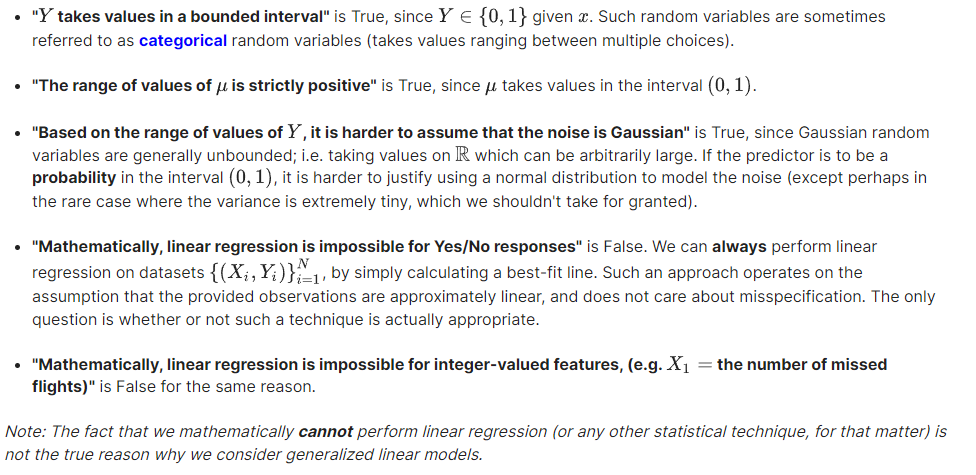 • "Y takes values in a bounded interval" is True, since Y ∈ {0, 1} given x. Such random variables are sometimes
referred to as categorical random variables (takes values ranging between multiple choices).
• "The range of values of μ is strictly positive" is True, since μ takes values in the interval (0, 1).
• "Based on the range of values of Y, it is harder to assume that the noise is Gaussian" is True, since Gaussian random
variables are generally unbounded; i.e. taking values on ℝ which can be arbitrarily large. If the predictor is to be a
probability in the interval (0, 1), it is harder to justify using a normal distribution to model the noise (except perhaps in
the rare case where the variance is extremely tiny, which we shouldn't take for granted).
• "Mathematically, linear regression is impossible for Yes/No responses" is False. We can always perform linear
regression on datasets {(X_i, Y_i)}_{i=1}^N, by simply calculating a best-fit line. Such an approach operates on the
assumption that the provided observations are approximately linear, and does not care about misspecification. The only
question is whether or not such a technique is actually appropriate.
• "Mathematically, linear regression is impossible for integer-valued features, (e.g. X_1 = the number of missed
flights)" is False for the same reason.
Note: The fact that we mathematically cannot perform linear regression (or any other statistical technique, for that matter) is
not the true reason why we consider generalized linear models.